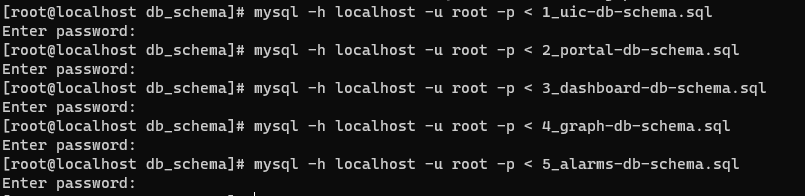 [root@localhost db_schema]# mysql -h localhost -u root -p < 1_uic-db-schema.sql
Enter password:
[root@localhost db_schema]# mysql -h localhost -u root -p < 2_portal-db-schema.sql
Enter password:
[root@localhost db_schema]# mysql -h localhost -u root -p < 3_dashboard-db-schema.sql
Enter password:
[root@localhost db_schema]# mysql -h localhost -u root -p < 4_graph-db-schema.sql
Enter password:
[root@localhost db_schema]# mysql -h localhost -u root -p < 5_alarms-db-schema.sql
Enter password: